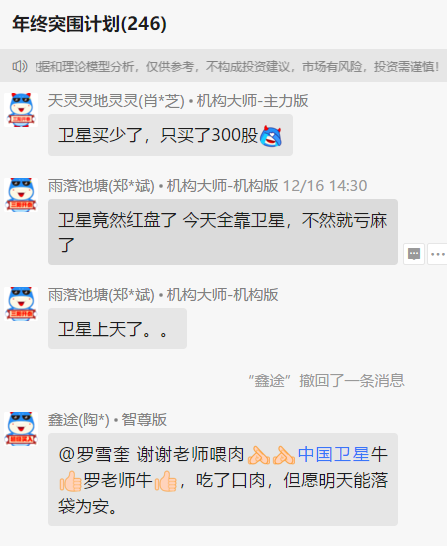 年终突围计划(246)
据和理论模型分析，仅供参考，不构成投资建议，市场有风险，投资需谨慎！
天灵灵地灵灵(肖*芝) • 机构大师-主力版
卫星买少了，只买了300股
雨落池塘(郑*斌) • 机构大师-机构版 12/16 14:30
卫星竟然红盘了 今天全靠卫星，不然就亏麻
了
雨落池塘(郑*斌) • 机构大师-机构版
卫星上天了。。
“鑫途”撤回了一条消息
鑫途(陶*) • 智尊版
@罗雪奎 谢谢老师喂肉中国卫星牛
罗老师牛，吃了口肉，但愿明天能落
袋为安。